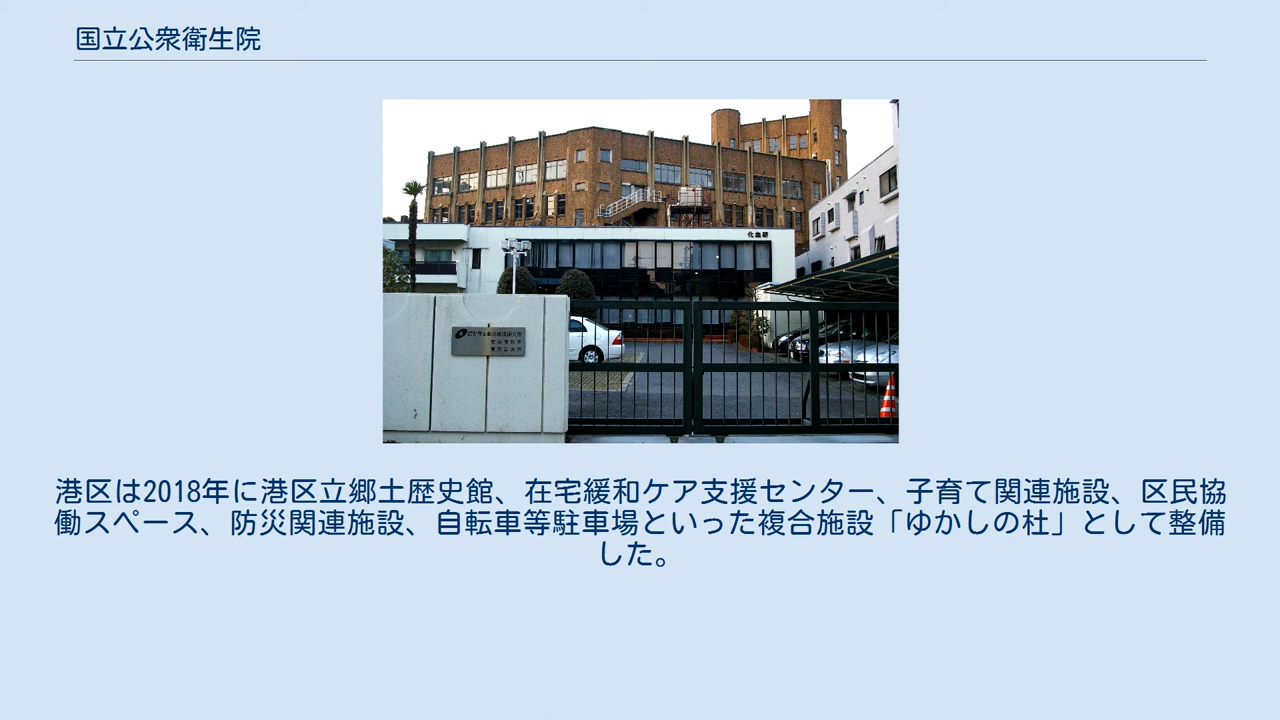 国立公衆衛生院
化血研
港区は2018年に港区立郷土歴史館、在宅緩和ケア支援センター、子育て関連施設、区民協
働スペース、防災関連施設、自転車等駐車場といった複合施設「ゆかしの杜」として整備
した。